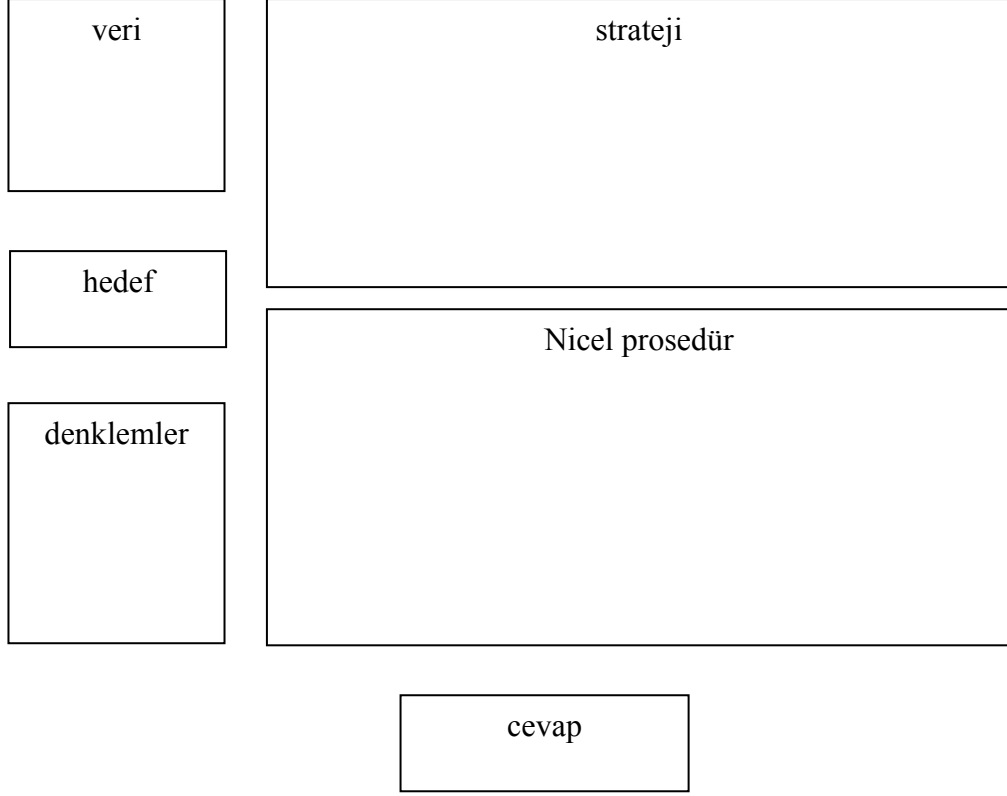 veri
strateji
hedef
Nicel prosedür
denklemler
cevap